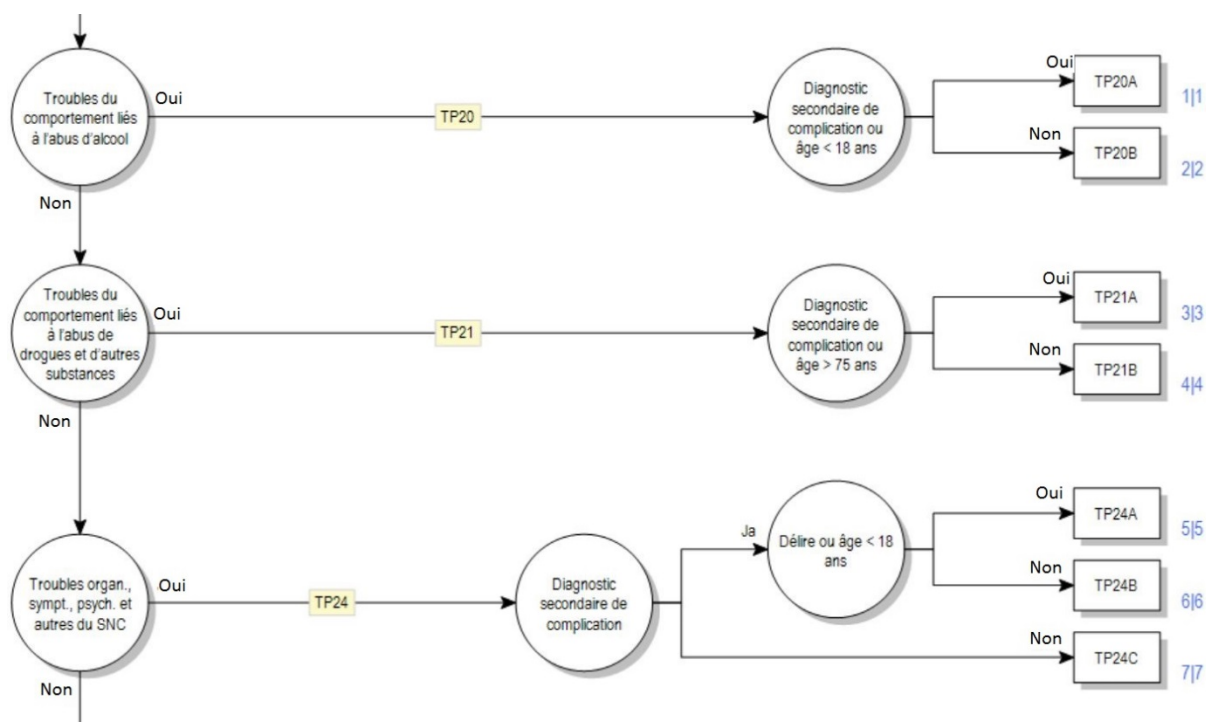 Troubles du
comportement liés
à l'abus d'alcool
Oui
TP20
Diagnostic
secondaire de
complication ou
âge < 18 ans
Oui
TP20A
1|1
Non
TP20B
2|2
Non
Troubles du
comportement liés
à l'abus de
drogues et d'autres
substances
Oui
TP21
Diagnostic
secondaire de
complication ou
âge > 75 ans
Oui
TP21A
3|3
Non
TP21B
4|4
Non
Troubles organ.,
sympt., psych. et
autres du SNC
Oui
TP24
Diagnostic
secondaire de
complication
Ja
Délire ou âge < 18
ans
Oui
TP24A
5|5
Non
TP24B
6|6
Non
TP24C
7|7
Non